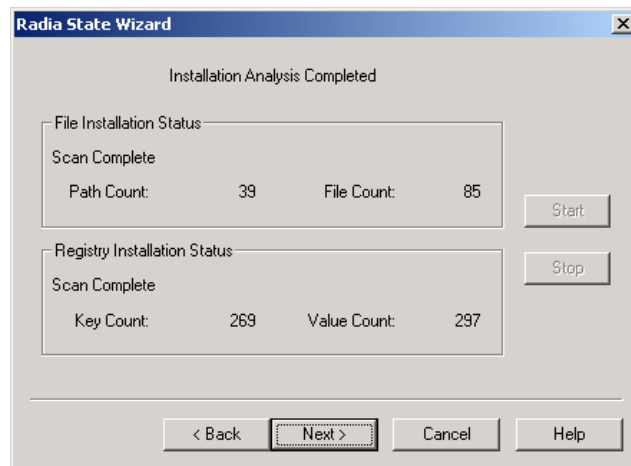 Radia State Wizard
Installation Analysis Completed
File Installation Status
Scan Complete
Path Count: 39 File Count: 85
Start
Registry Installation Status
Stop
Scan Complete
Key Count: 269 Value Count: 297
< Back Next > Cancel Help